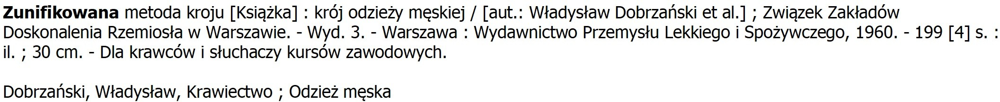 Zunifikowana metoda kroju [Książka] : krój odzieży męskiej / [aut.: Władysław Dobrzański et al.] ; Związek Zakładów
Doskonalenia Rzemiosła w Warszawie. - Wyd. 3. - Warszawa : Wydawnictwo Przemysłu Lekkiego i Spożywczego, 1960. - 199 [4] s. :
il. ; 30 cm. - Dla krawców i słuchaczy kursów zawodowych.
Dobrzański, Władysław, Krawiectwo ; Odzież męska